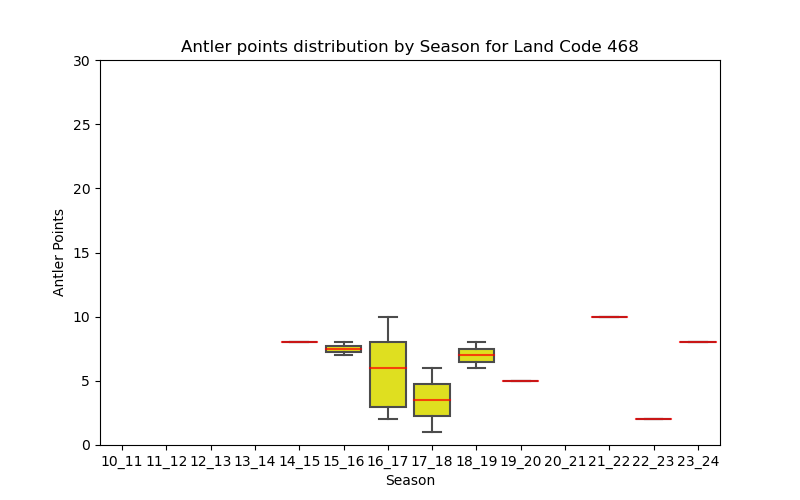 Antler points distribution by Season for Land Code 468
30
25
20
15
10
5
0
Antler Points
10_11 11_12 12_13 13_14 14_15 15_16 16_17 17_18 18_19 19_20 20_21 21_22 22_23 23_24
Season